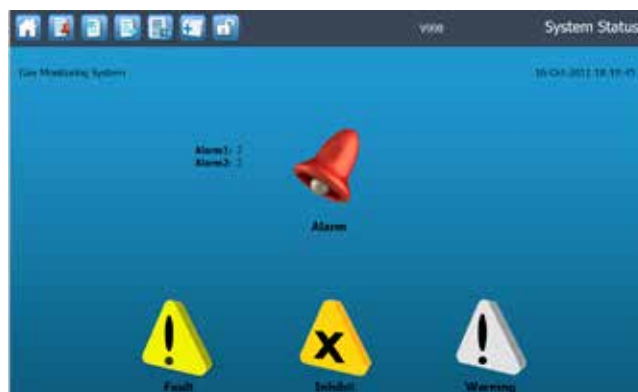 System Status
Gas Monitoring System
Alarm1:
Alarm2:
Alarm
Fault
Inhibit
Warning